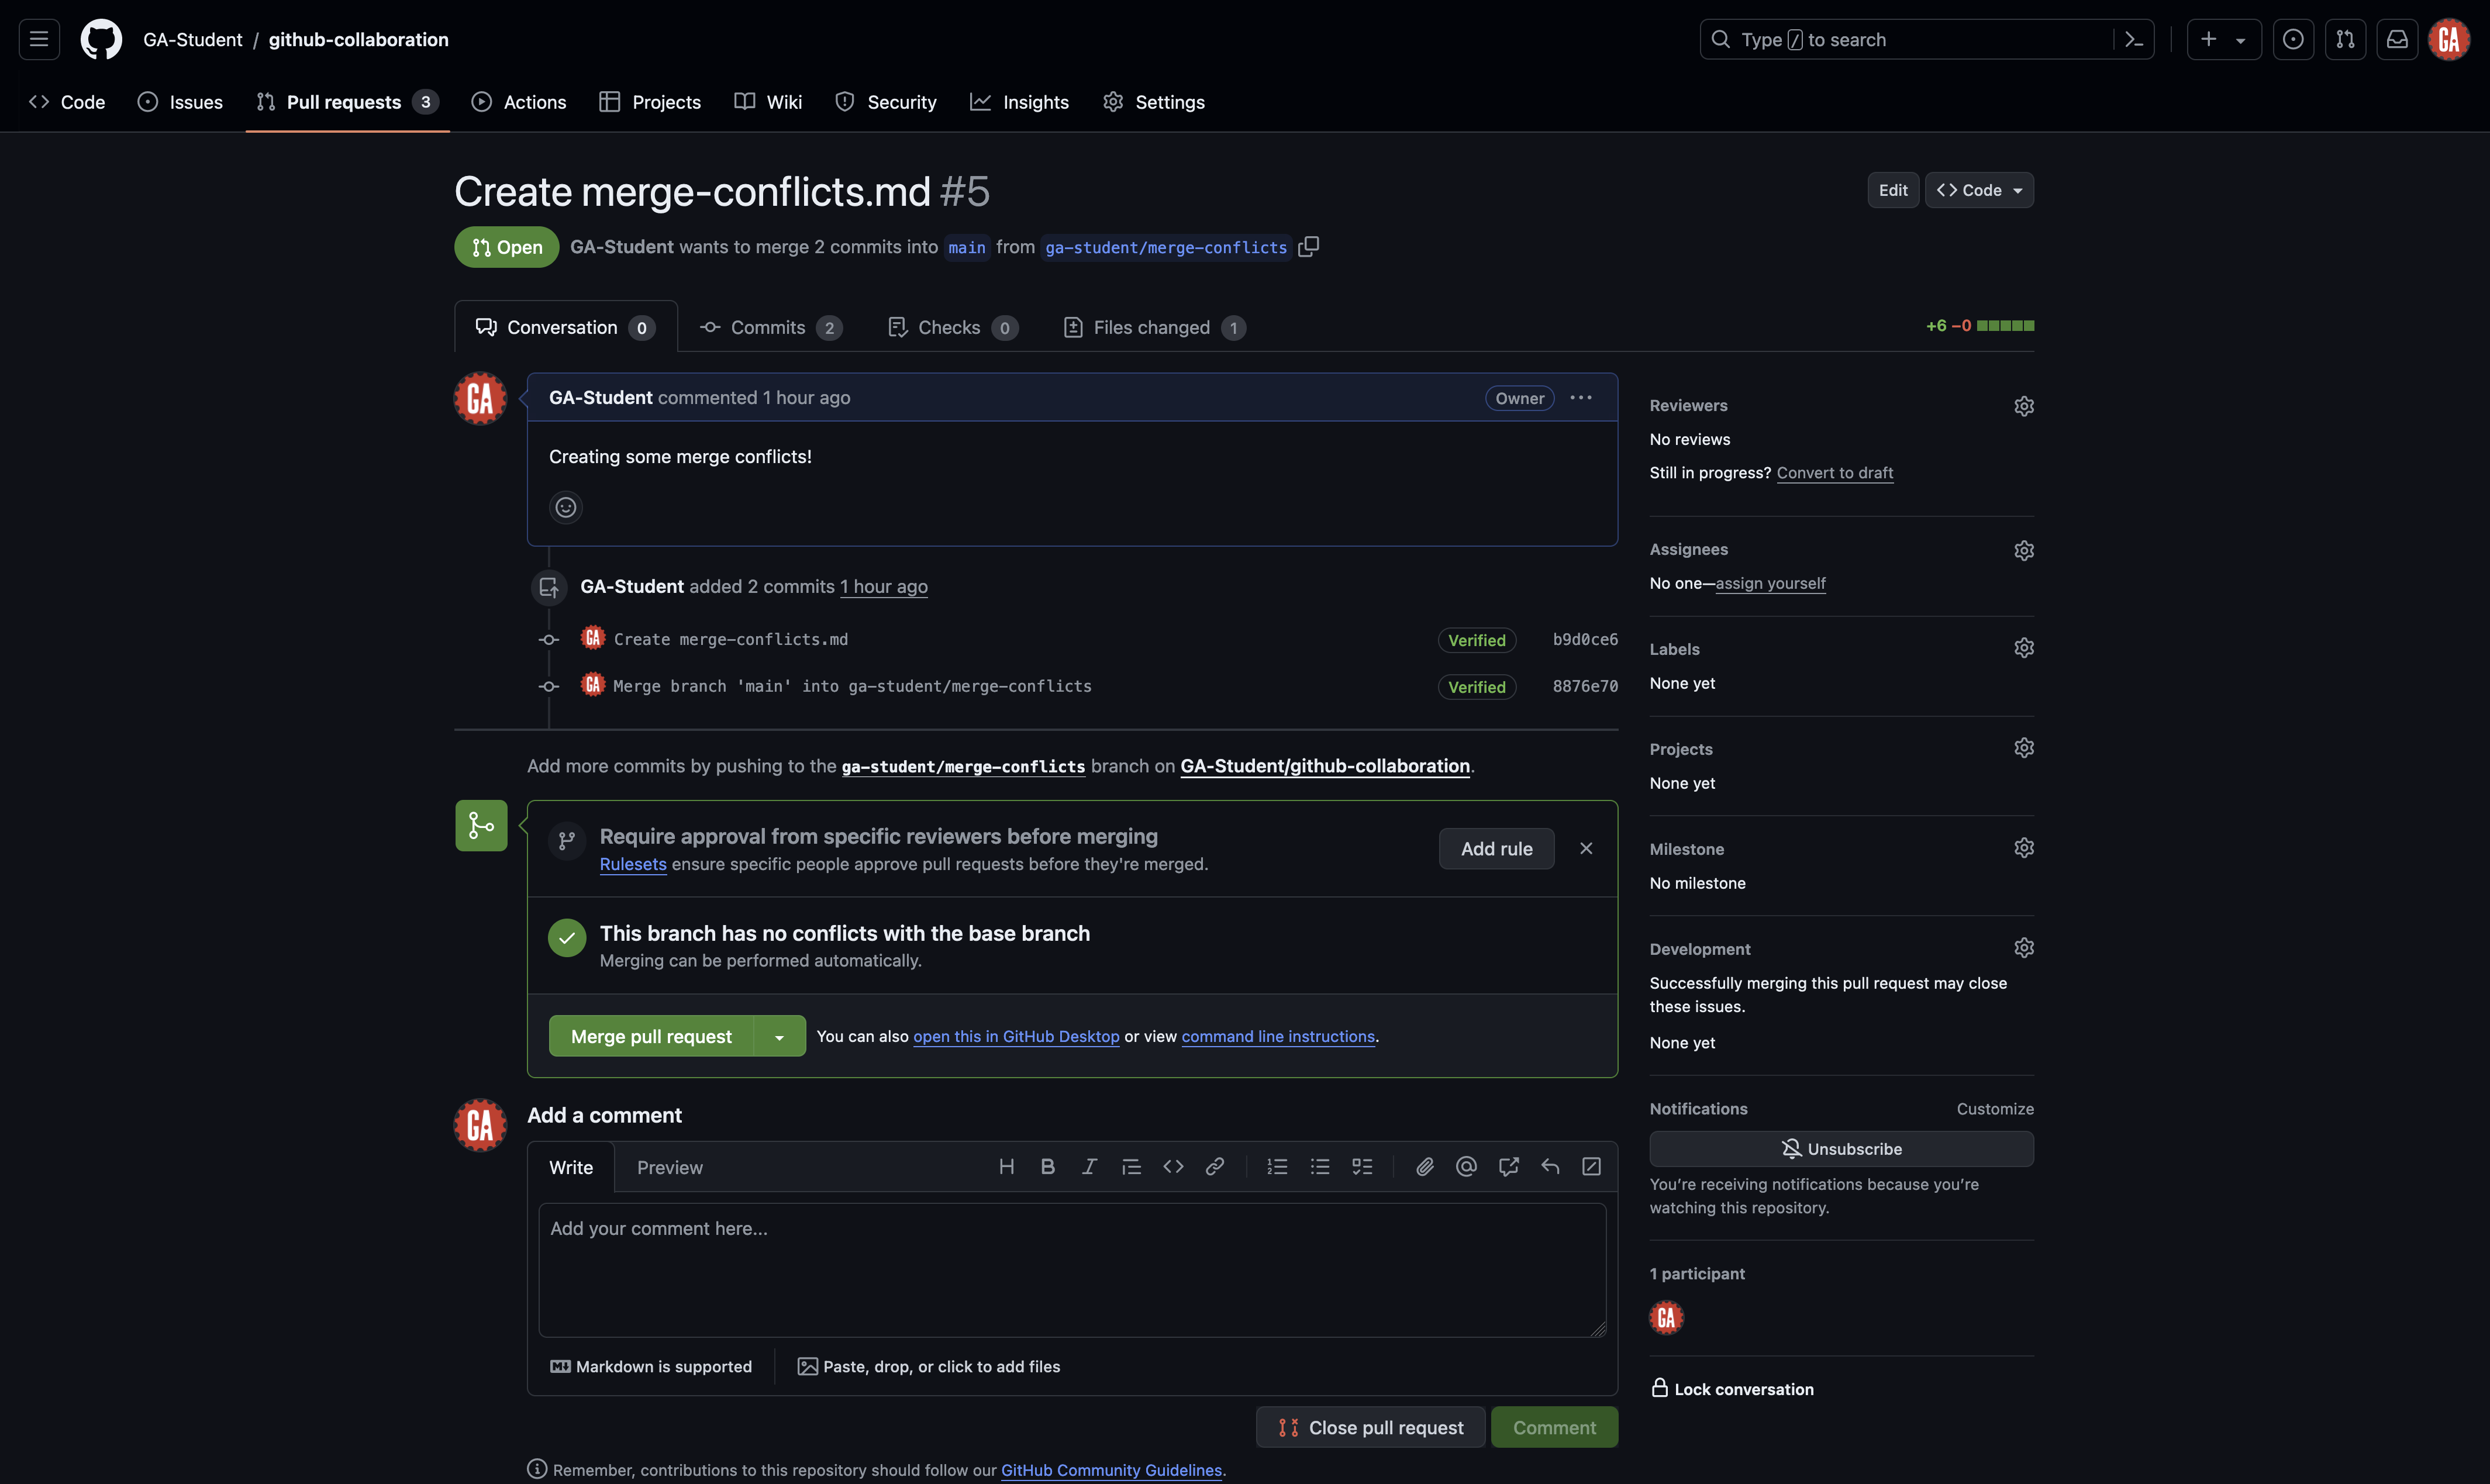 GA-Student / github-collaboration
Type / to search
GA
Code
Issues
Pull requests 3
Actions
Projects
Wiki
Security
Insights
Settings
Create merge-conflicts.md #5
Edit
Code
Open
GA-Student wants to merge 2 commits into main from ga-student/merge-conflicts
Conversation 0
Commits 2
Checks 0
Files changed 1
+6 −0
GA
GA-Student commented 1 hour ago
Owner
Creating some merge conflicts!
GA-Student added 2 commits 1 hour ago
GA Create merge-conflicts.md Verified b9d0ce6
GA Merge branch 'main' into ga-student/merge-conflicts Verified 8876e70
Add more commits by pushing to the ga-student/merge-conflicts branch on GA-Student/github-collaboration.
Require approval from specific reviewers before merging
Rulesets ensure specific people approve pull requests before they're merged.
Add rule
This branch has no conflicts with the base branch
Merging can be performed automatically.
Merge pull request
You can also open this in GitHub Desktop or view command line instructions.
GA
Add a comment
Write
Preview
Add your comment here...
Markdown is supported
Paste, drop, or click to add files
Close pull request
Comment
Remember, contributions to this repository should follow our GitHub Community Guidelines.
Reviewers
No reviews
Still in progress? Convert to draft
Assignees
No one—assign yourself
Labels
None yet
Projects
None yet
Milestone
No milestone
Development
Successfully merging this pull request may close
these issues.
None yet
Notifications
Customize
Unsubscribe
You're receiving notifications because you're
watching this repository.
1 participant
GA
Lock conversation